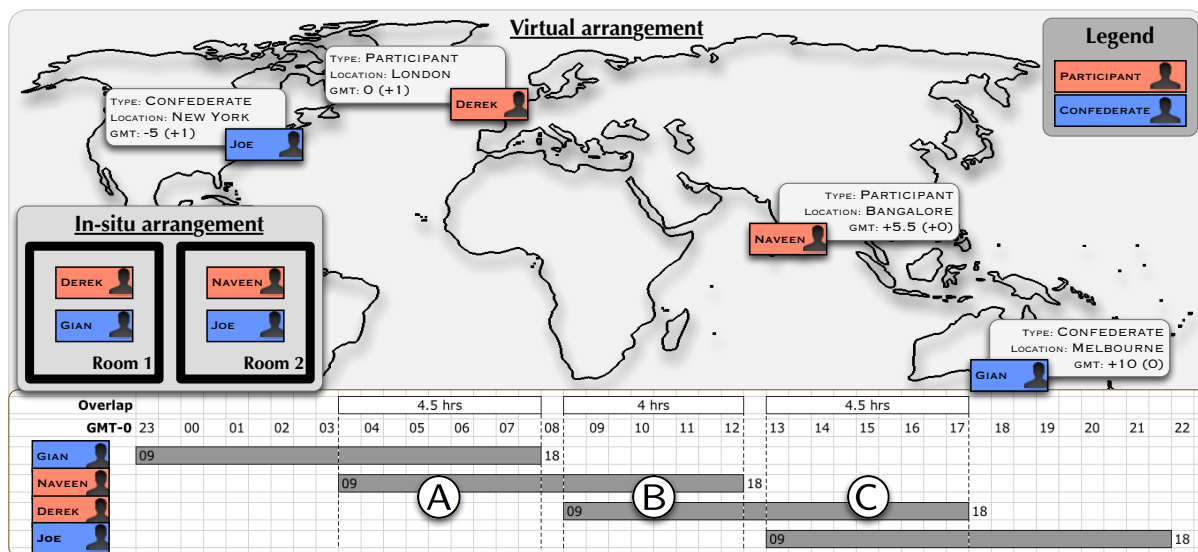 Virtual arrangement
Legend
PARTICIPANT
CONFEDERATE
TYPE: PARTICIPANT
LOCATION: LONDON
GMT: 0 (+1)
DEREK
TYPE: CONFEDERATE
LOCATION: NEW YORK
GMT: -5 (+1)
JOE
TYPE: PARTICIPANT
LOCATION: BANGALORE
GMT: +5.5 (+0)
NAVEEN
TYPE: CONFEDERATE
LOCATION: MELBOURNE
GMT: +10 (0)
GIAN
In-situ arrangement
DEREK
GIAN
Room 1
NAVEEN
JOE
Room 2
Overlap 4.5 hrs 4 hrs 4.5 hrs
GMT-0 23 00 01 02 03 04 05 06 07 08 09 10 11 12 13 14 15 16 17 18 19 20 21 22
GIAN 09 18
NAVEEN 09 18
A B C
DEREK 09 18
JOE 09 18